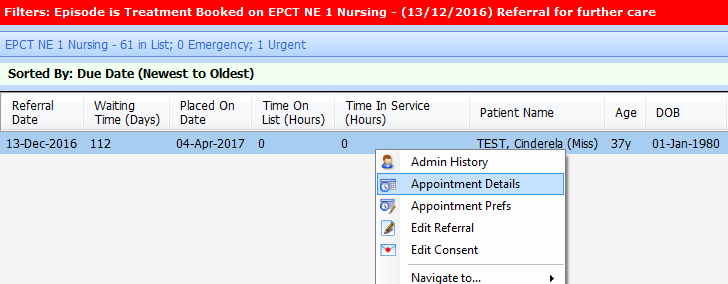 Filters: Episode is Treatment Booked on EPCT NE 1 Nursing - (13/12/2016) Referral for further care
EPCT NE 1 Nursing - 61 in List; 0 Emergency; 1 Urgent
Sorted By: Due Date (Newest to Oldest)
Referral Date Waiting Time (Days) Placed On Date Time On List (Hours) Time In Service (Hours) Patient Name Age DOB
13-Dec-2016 112 04-Apr-2017 0 0 TEST, Cinderela (Miss) 37y 01-Jan-1980
Admin History
Appointment Details
Appointment Prefs
Edit Referral
Edit Consent
Navigate to...